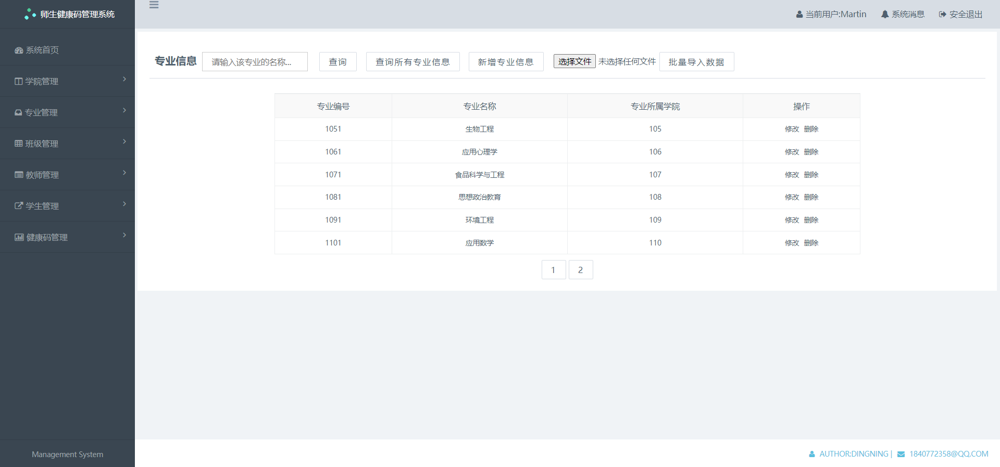 师生健康码管理系统
当前用户:Martin 系统消息 安全退出
系统首页
学院管理
专业管理
班级管理
教师管理
学生管理
健康码管理
Management System
专业信息 请输入该专业的名称... 查询 查询所有专业信息 新增专业信息 选择文件 未选择任何文件 批量导入数据
专业编号 专业名称 专业所属学院 操作
1051 生物工程 105 修改 删除
1061 应用心理学 106 修改 删除
1071 食品科学与工程 107 修改 删除
1081 思想政治教育 108 修改 删除
1091 环境工程 109 修改 删除
1101 应用数学 110 修改 删除
1 2
AUTHOR:DINGNING | 1840772358@QQ.COM